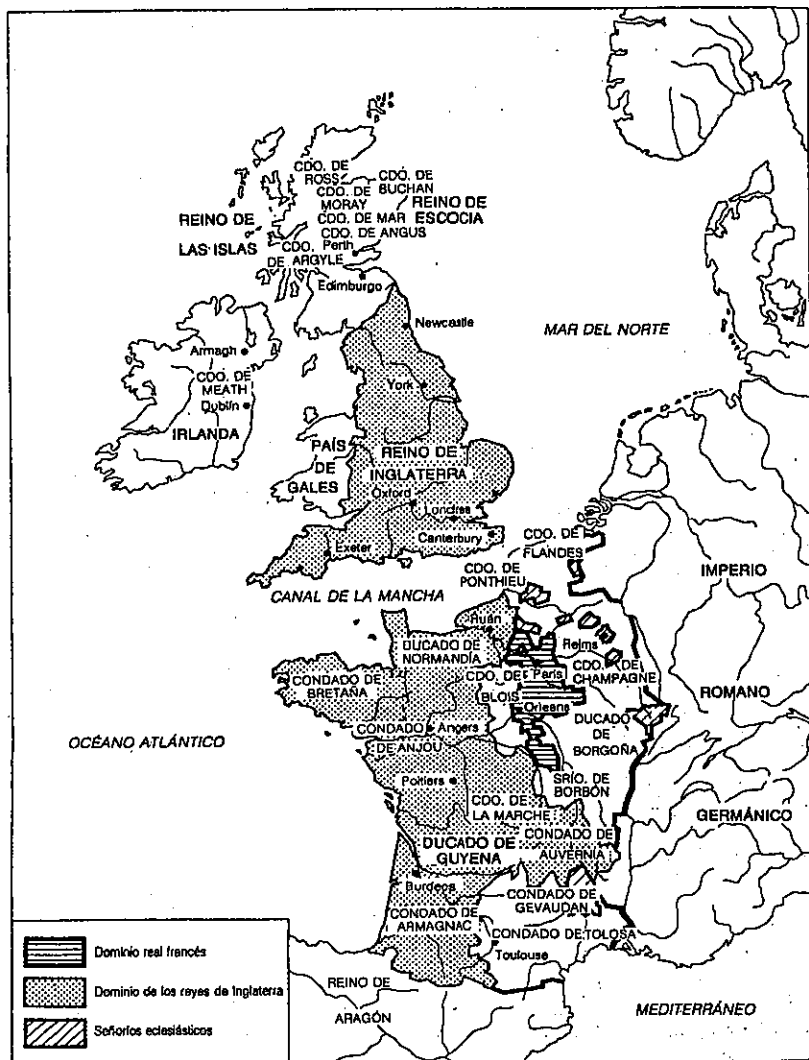 CDO. DE
ROSS
CDO. DE
BUCHAN
CDO. DE
MORAY
REINO DE
ESCOCIA
CDO. DE MAR
CDO. DE ANGUS
REINO DE
LAS ISLAS
CDO.
DE ARGYLE
Perth
Edimburgo
Newcastle
MAR DEL NORTE
Armagh
CDO. DE
MEATH
Dublín
IRLANDA
York
PAÍS
DE
GALES
REINO DE
INGLATERRA
Oxford
Londres
Canterbury
Exeter
CDO. DE
FLANDES
CDO. DE
PONTHIEU
IMPERIO
CANAL DE LA MANCHA
Ruán
DUCADO DE
NORMANDÍA
Reims
CONDADO DE
BRETAÑA
CDO. DE
BLOIS
París
CDO. DE
CHAMPAGNE
ROMANO
Orleans
DUCADO
DE
BORGOÑA
OCÉANO ATLÁNTICO
CONDADO
DE ANJOU
Angers
Poitiers
SRÍO. DE
BORBÓN
CDO. DE
LA MARCHE
GERMÁNICO
DUCADO DE
GUYENA
CONDADO DE
AUVERNIA
Burdeos
CONDADO DE
GEVAUDAN
CONDADO DE
ARMAGNAC
CONDADO DE TOLOSA
Toulouse
REINO DE
ARAGÓN
MEDITERRÁNEO
Dominio real francés
Dominio de los reyes de Inglaterra
Señoríos eclesiásticos